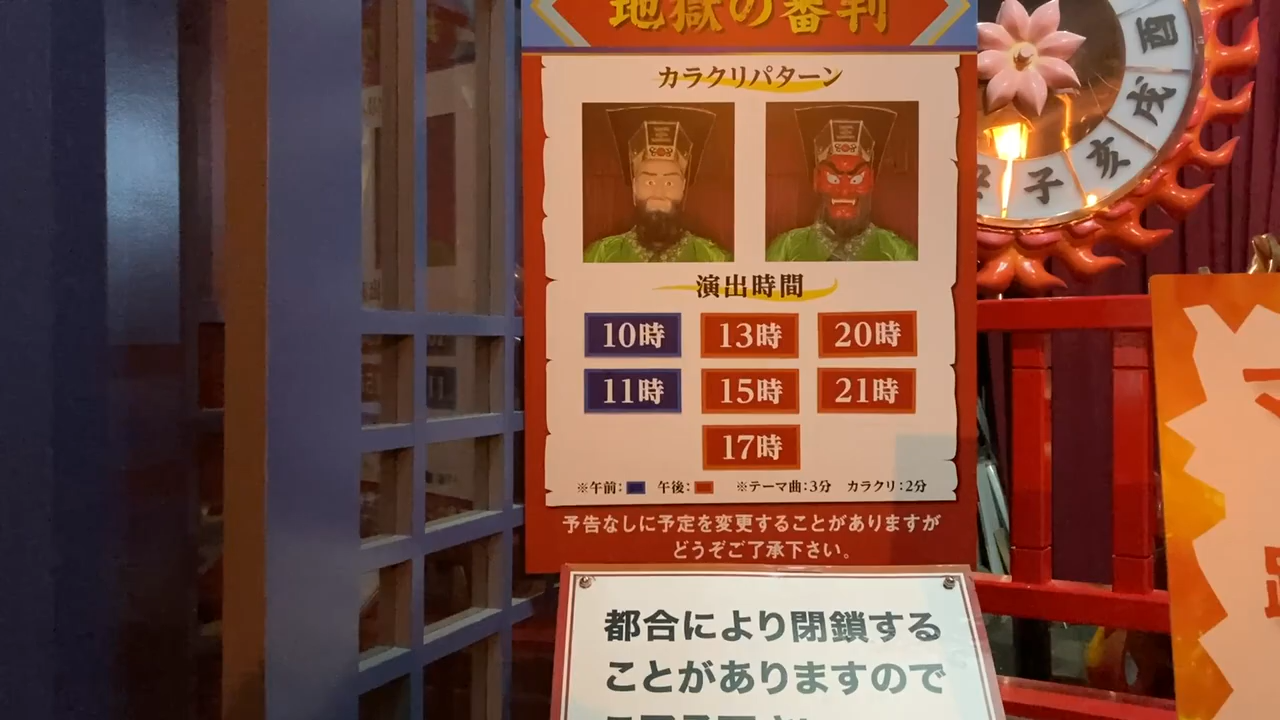 地獄の審判
カラクリパターン
王
王
演出時間
10時 13時 20時
11時 15時 21時
17時
※午前: 午後: ※テーマ曲:3分 カラクリ:2分
予告なしに予定を変更することがありますが
どうぞご了承下さい。
都合により閉鎖する
ことがありますので
酉
戌
亥
子